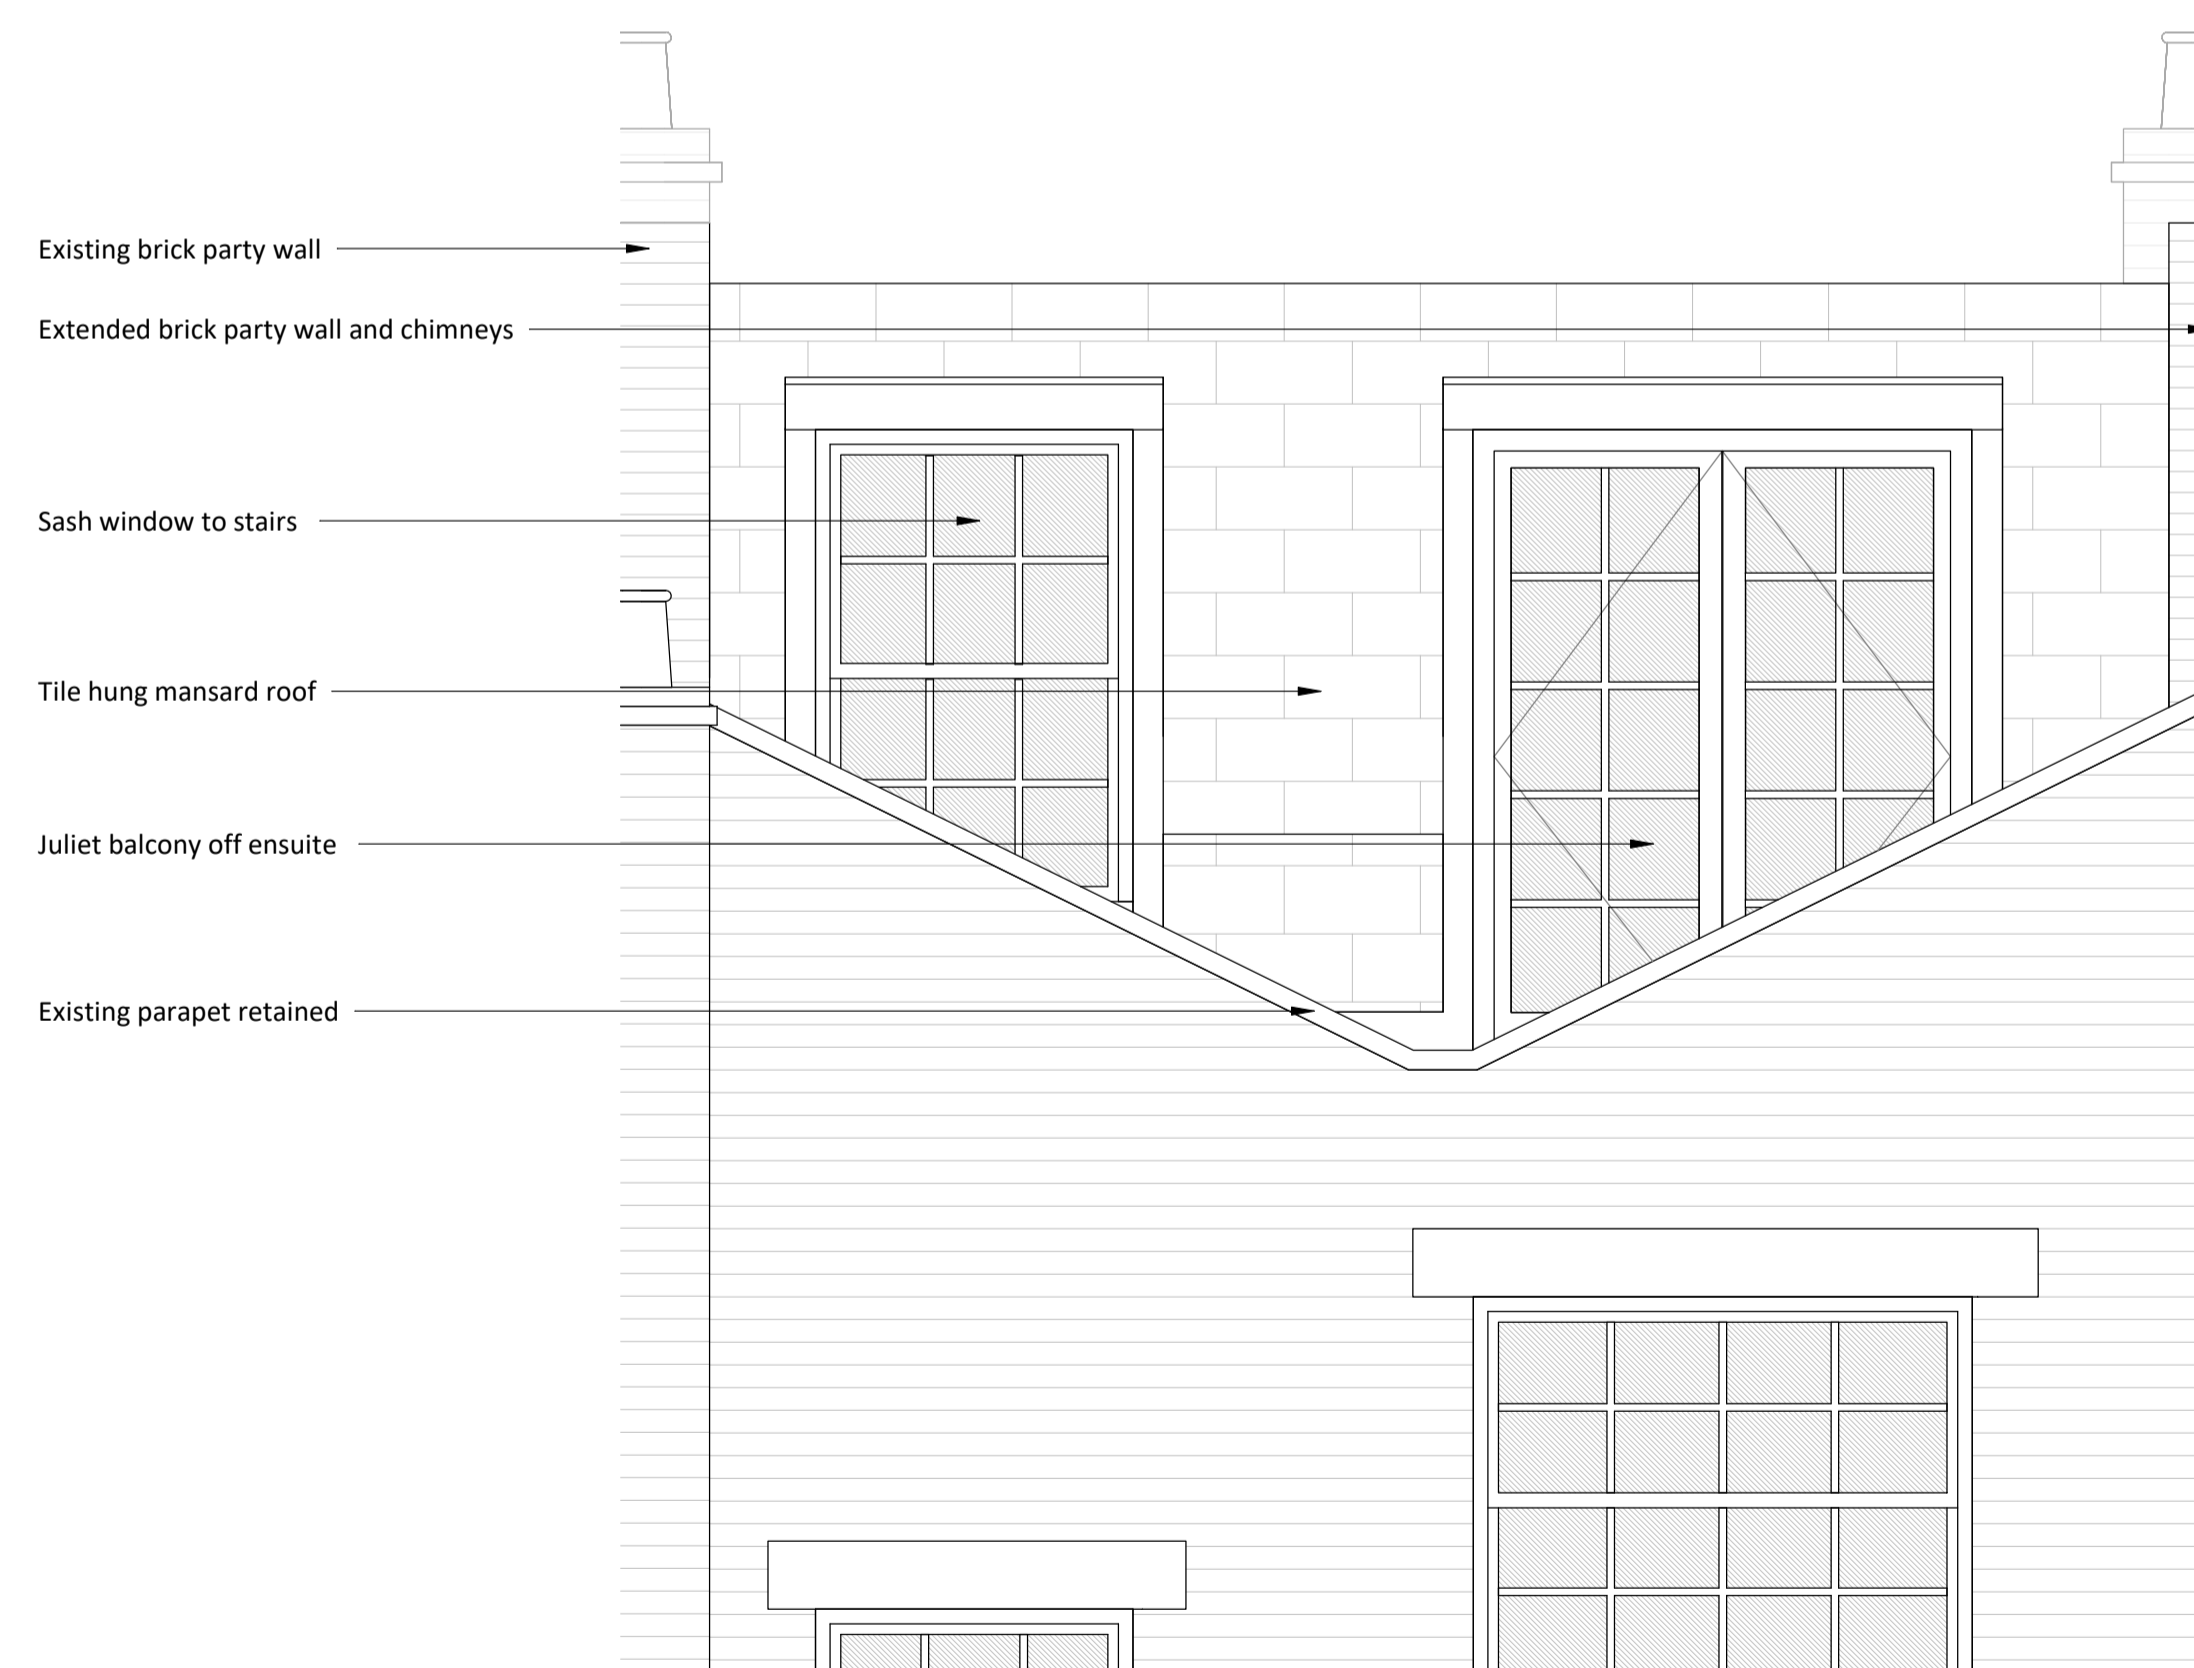 Existing brick party wall
Extended brick party wall and chimneys
Sash window to stairs
Tile hung mansard roof
Juliet balcony off ensuite
Existing parapet retained